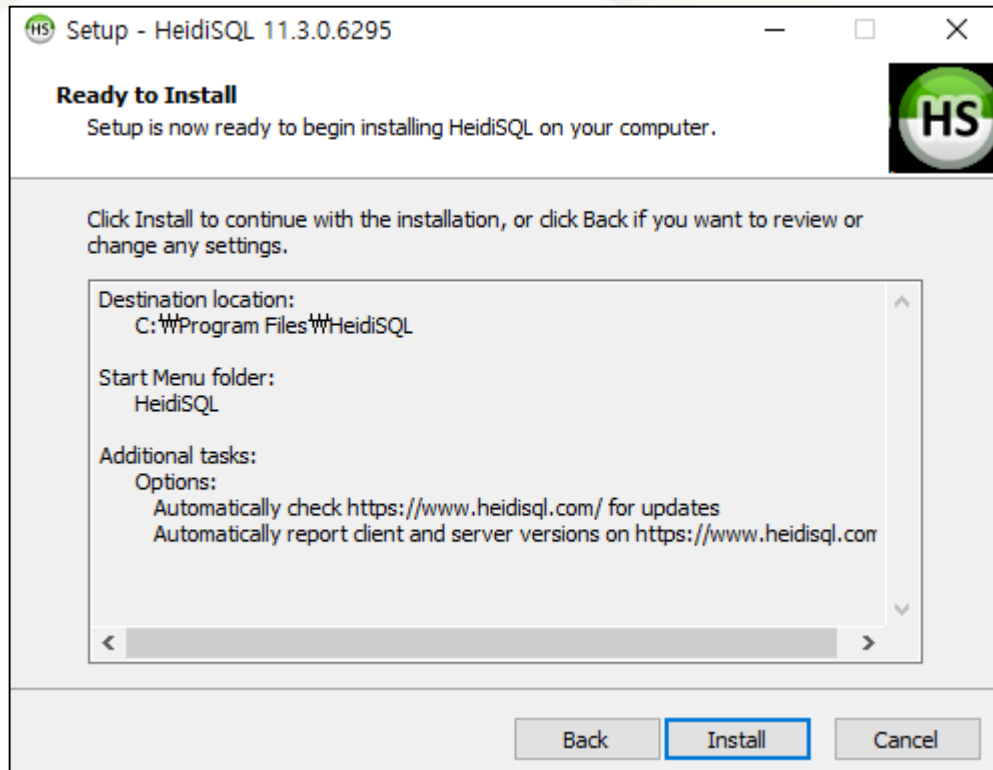 HS Setup - HeidiSQL 11.3.0.6295
Ready to Install
Setup is now ready to begin installing HeidiSQL on your computer.
HS
Click Install to continue with the installation, or click Back if you want to review or
change any settings.
Destination location:
C:₩Program Files₩HeidiSQL
Start Menu folder:
HeidiSQL
Additional tasks:
Options:
Automatically check https://www.heidisql.com/ for updates
Automatically report client and server versions on https://www.heidisql.com
Back Install Cancel